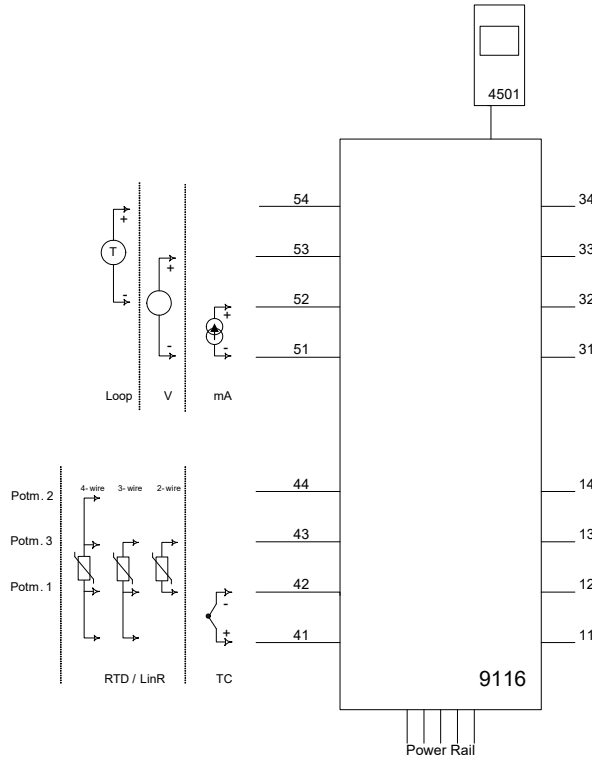 4501
54
34
+
T
53
33
+
-
52
32
+
51
31
-
-
Loop
V
mA
4-wire
3-wire
2-wire
44
14
Potm. 2
Potm. 3
43
13
Potm. 1
42
12
-
+
41
11
RTD / LinR
TC
9116
Power Rail